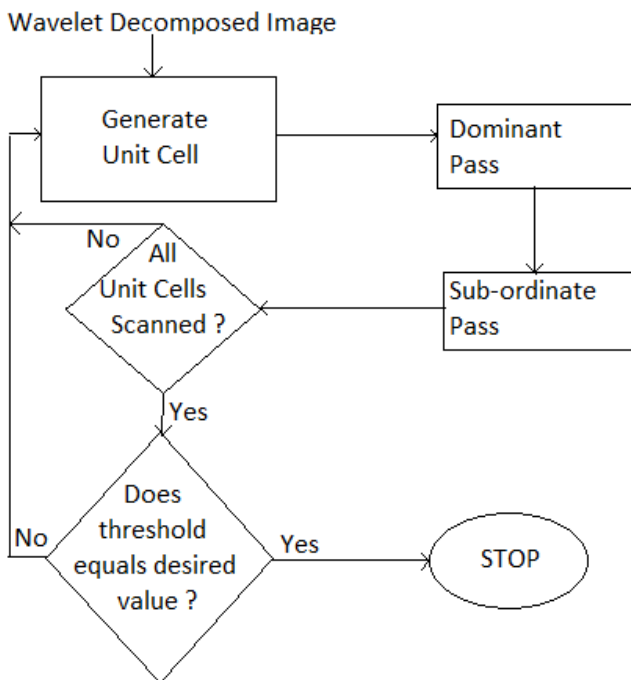 Wavelet Decomposed Image
Generate
Unit Cell
Dominant
Pass
Sub-ordinate
Pass
No
All
Unit Cells
Scanned ?
Yes
Does
threshold
equals desired
value ?
No
Yes
STOP